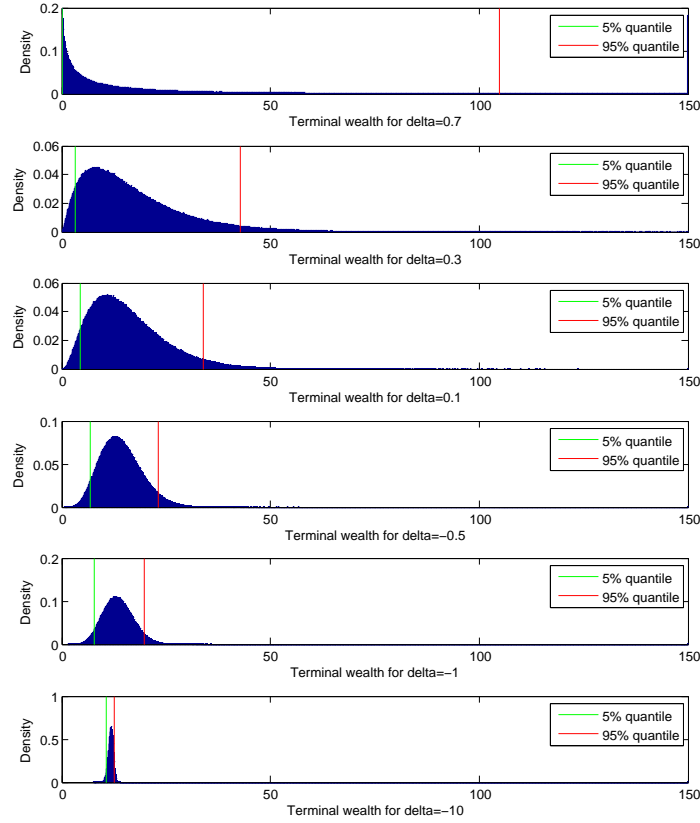 0.2
0.1
0
Density
0 50 100 150
Terminal wealth for delta=0.7
5% quantile
95% quantile
0.06
0.04
0.02
0
Density
0 50 100 150
Terminal wealth for delta=0.3
5% quantile
95% quantile
0.06
0.04
0.02
0
Density
0 50 100 150
Terminal wealth for delta=0.1
5% quantile
95% quantile
0.1
0.05
0
Density
0 50 100 150
Terminal wealth for delta=−0.5
5% quantile
95% quantile
0.2
0.1
0
Density
0 50 100 150
Terminal wealth for delta=−1
5% quantile
95% quantile
1
0.5
0
Density
0 50 100 150
Terminal wealth for delta=−10
5% quantile
95% quantile